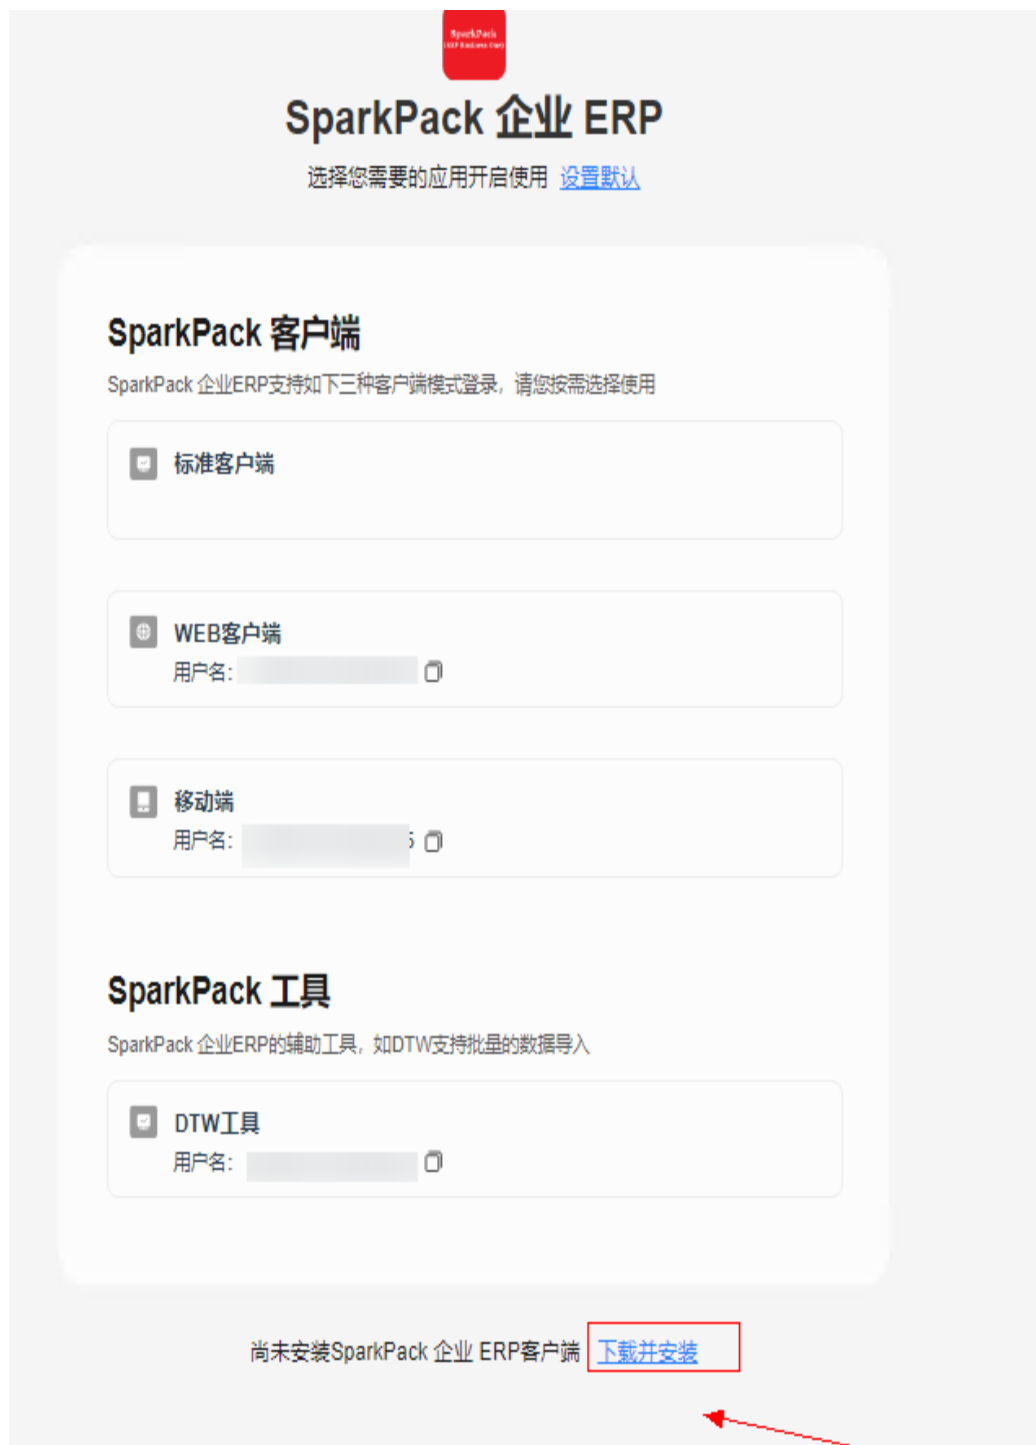 SparkPack
SparkPack 企业 ERP
选择您需要的应用开启使用 设置默认
SparkPack 客户端
SparkPack 企业ERP支持如下三种客户端模式登录，请您按需选择使用
标准客户端
WEB客户端
用户名：
移动端
用户名： 5
SparkPack 工具
SparkPack 企业ERP的辅助工具，如DTW支持批量的数据导入
DTW工具
用户名：
尚未安装SparkPack 企业 ERP客户端 下载并安装